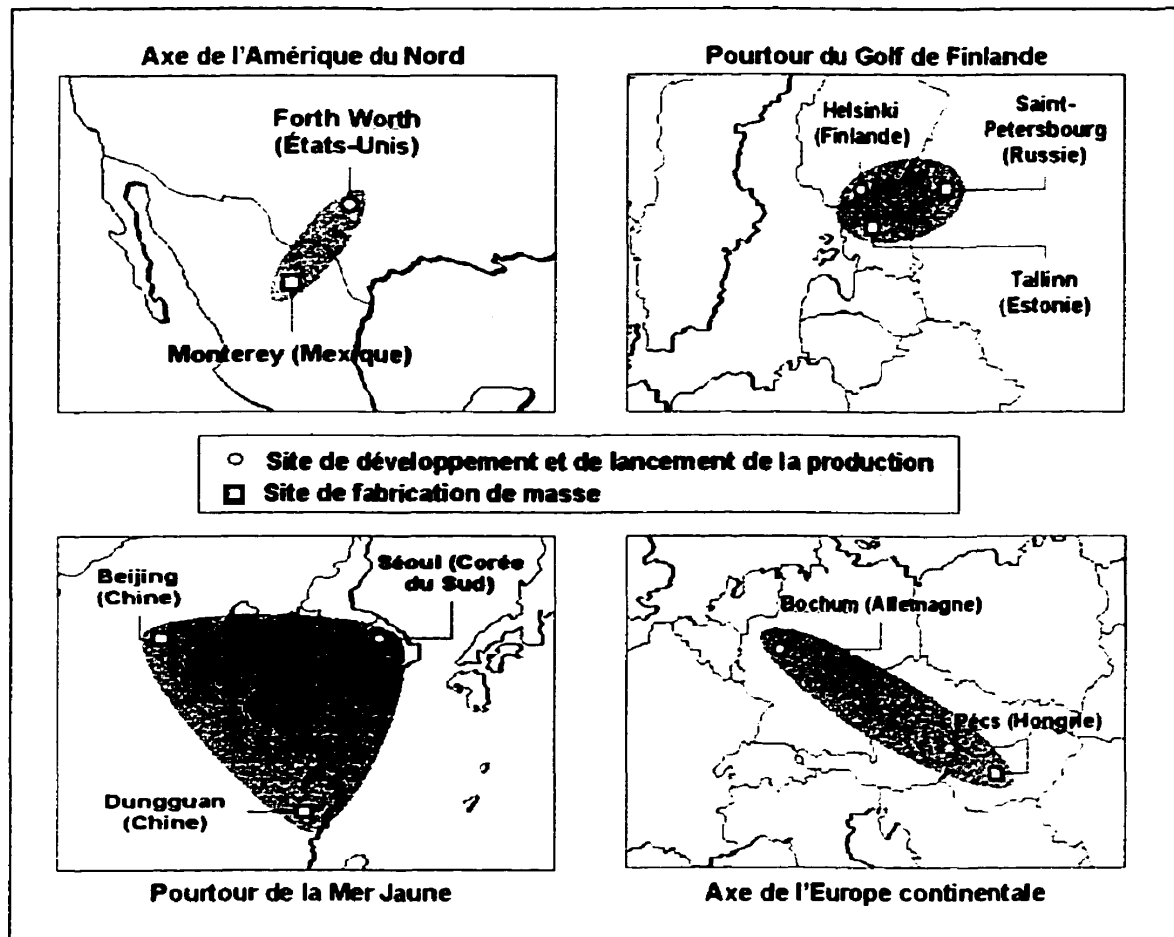 Axe de l'Amérique du Nord
Forth Worth
(États-Unis)
Monterey (Mexique)
Pourtour du Golf de Finlande
Helsinki
(Finlande)
Saint-
Petersbourg
(Russie)
Tallinn
(Estonie)
Site de développement et de lancement de la production
Site de fabrication de masse
Beijing
(Chine)
Séoul (Corée
du Sud)
Dungguan
(Chine)
Pourtour de la Mer Jaune
Bochum (Allemagne)
Pécs (Hongrie)
Axe de l'Europe continentale